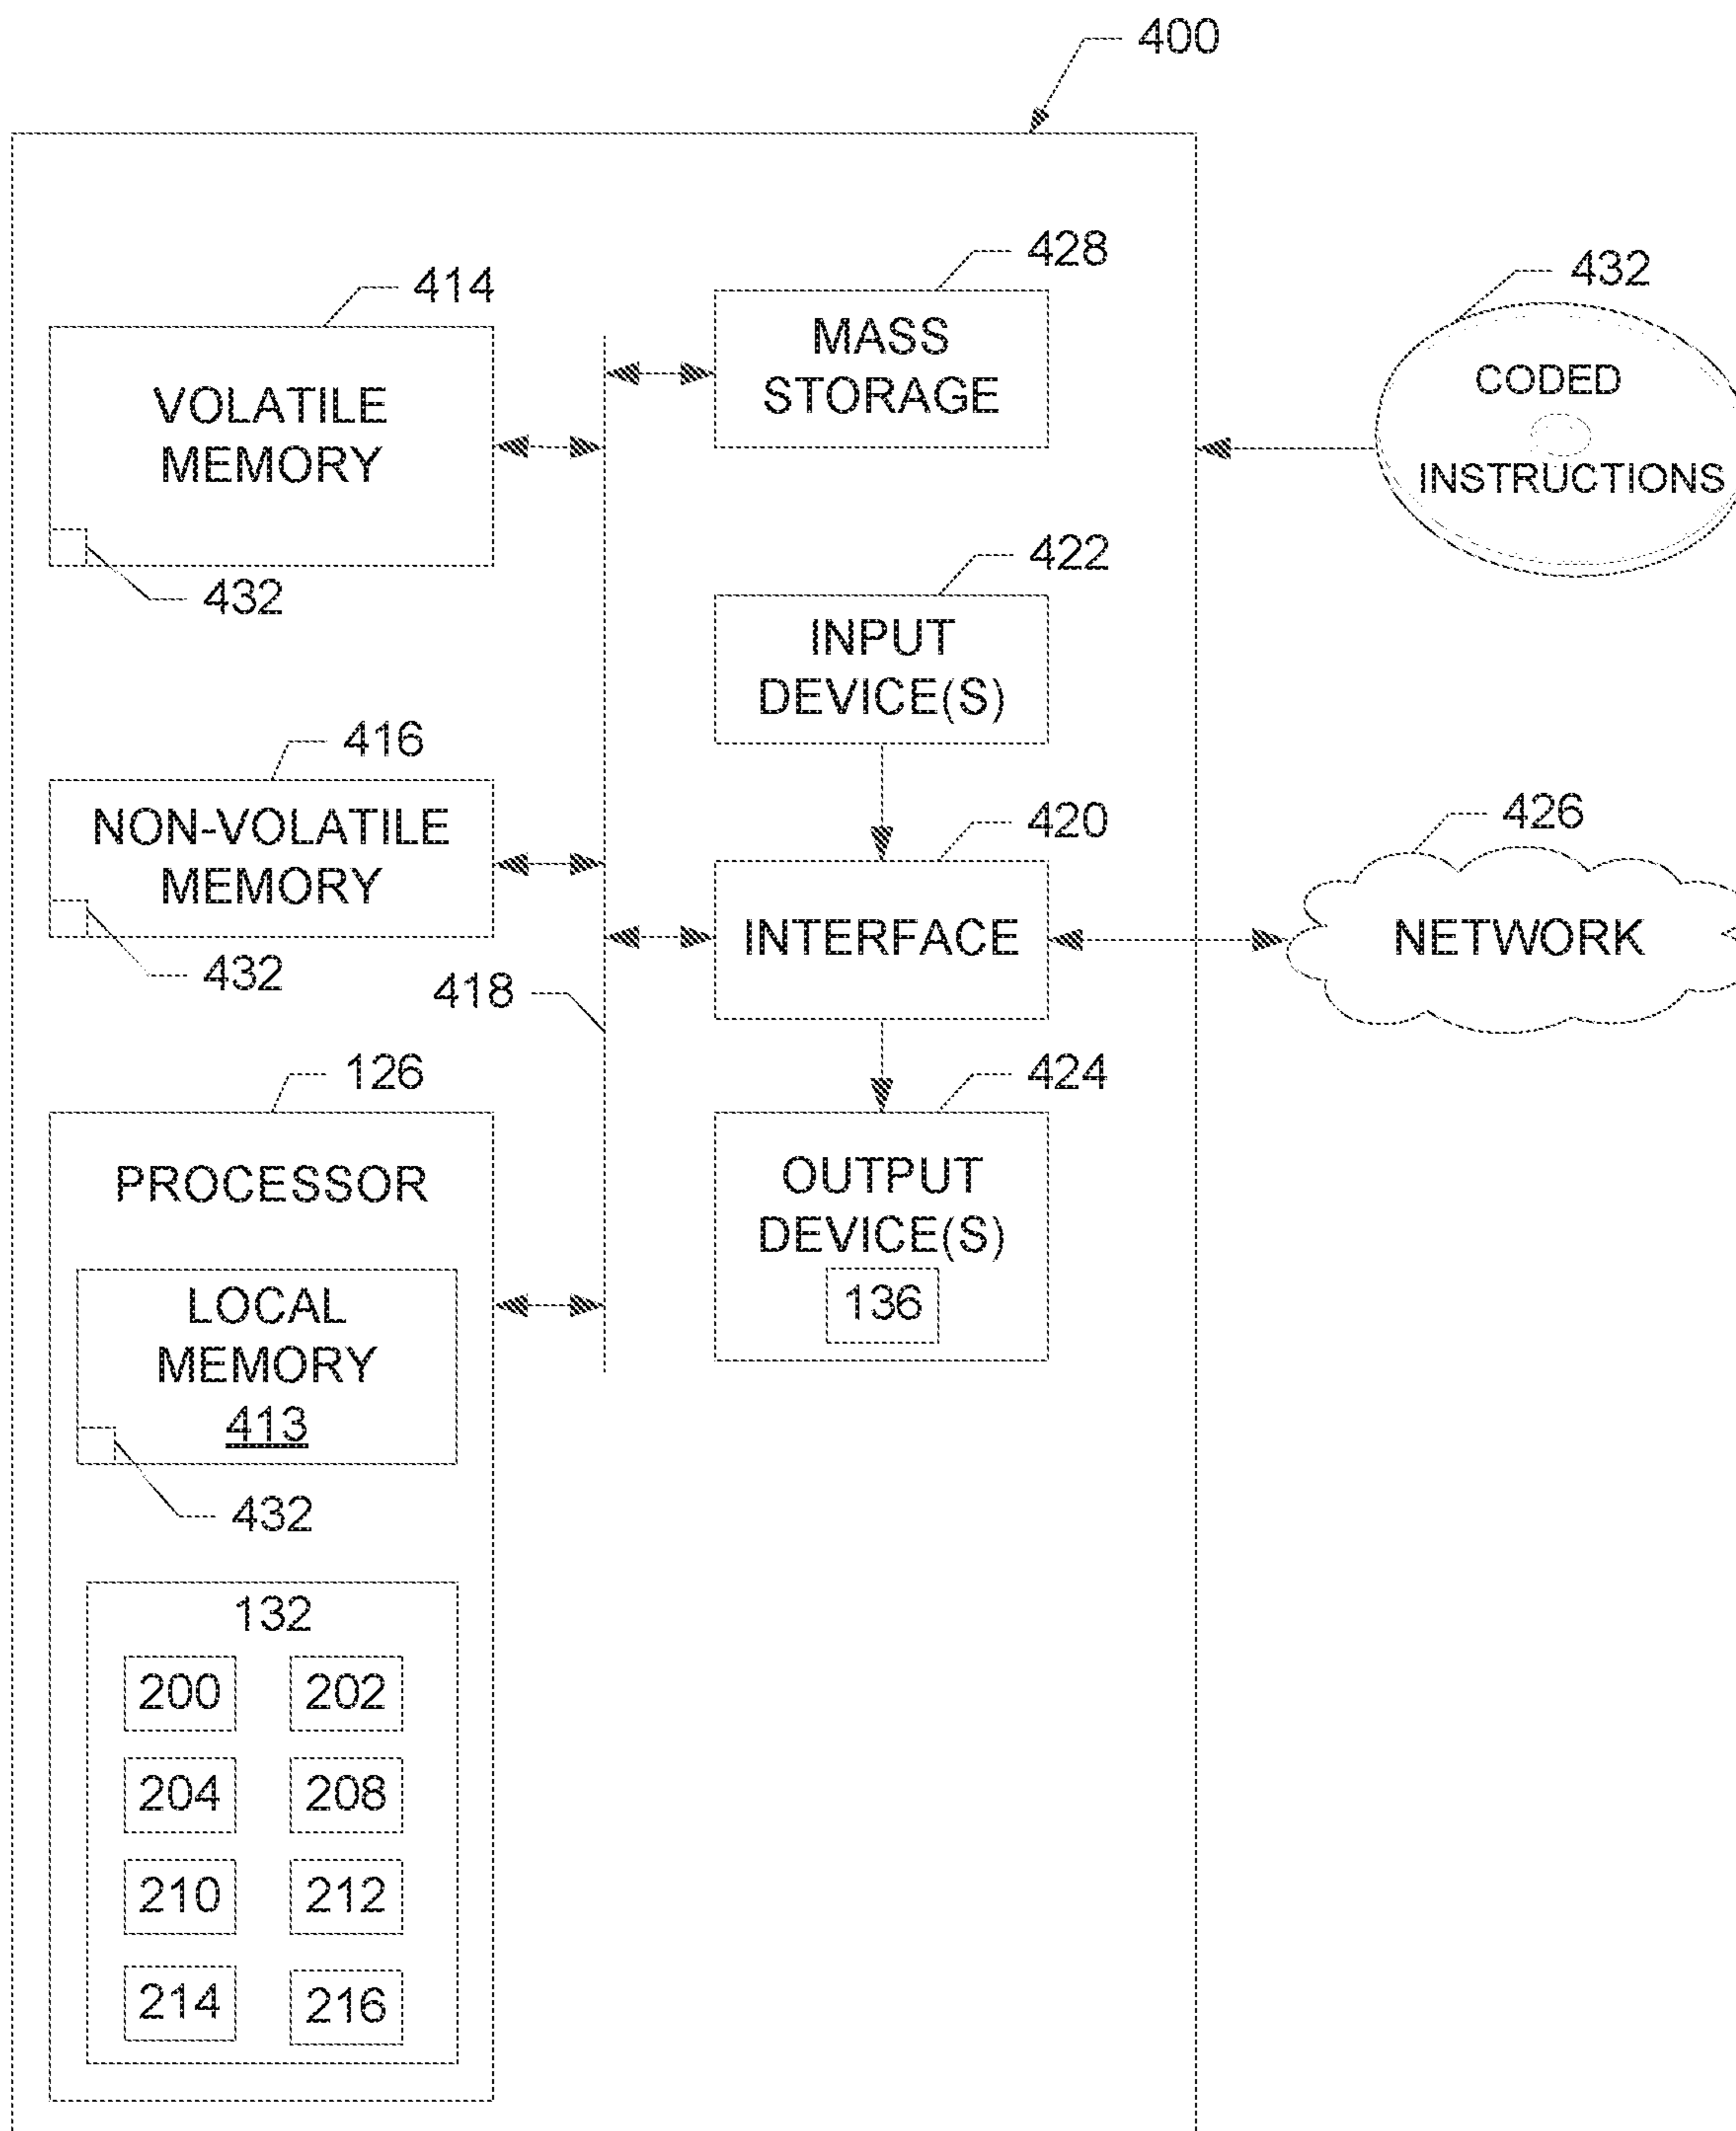 400
428
MASS
STORAGE
432
CODED
INSTRUCTIONS
414
VOLATILE
MEMORY
432
422
INPUT
DEVICE(S)
416
NON-VOLATILE
MEMORY
432
418
420
INTERFACE
426
NETWORK
126
PROCESSOR
LOCAL
MEMORY
413
432
424
OUTPUT
DEVICE(S)
136
132
200 202
204 208
210 212
214 216